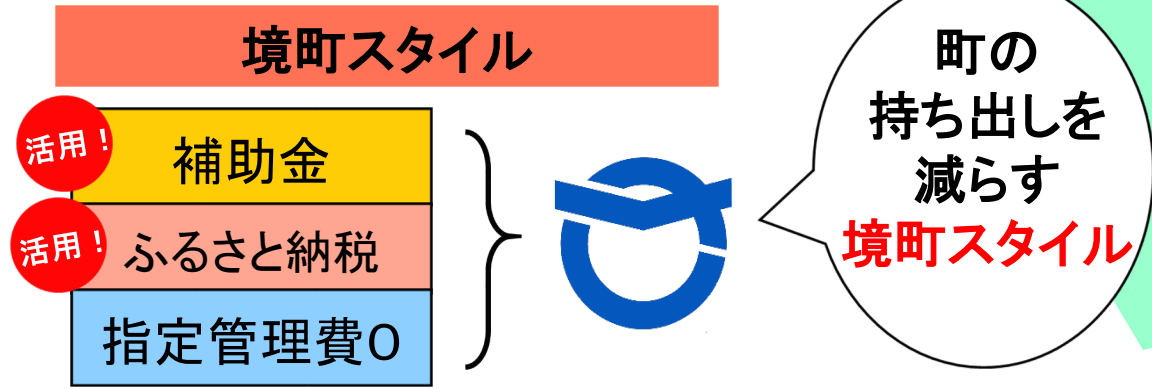 境町スタイル
活用！
補助金
活用！
ふるさと納税
指定管理費0
町の
持ち出しを
減らす
境町スタイル